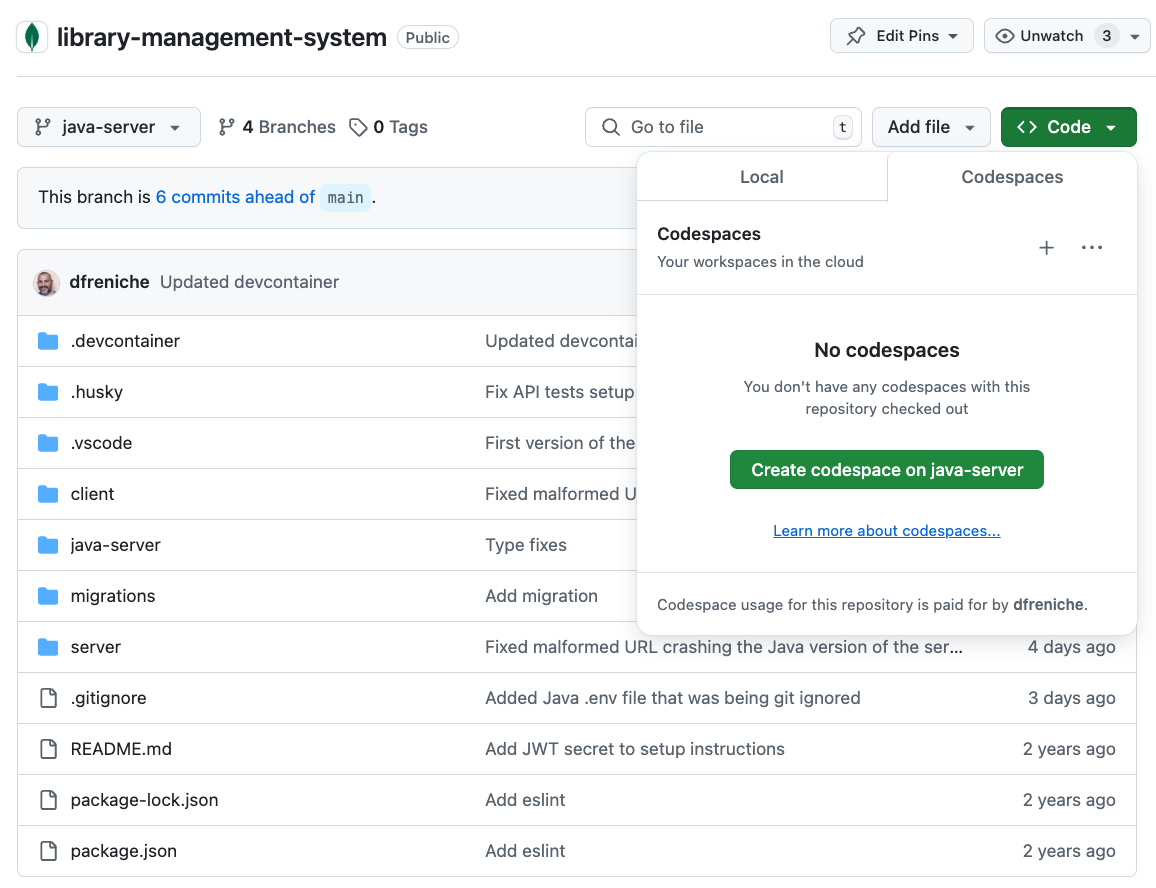 library-management-system Public Edit Pins Unwatch 3
java-server 4 Branches 0 Tags Go to file t Add file Code
This branch is 6 commits ahead of main .
Local Codespaces
Codespaces
Your workspaces in the cloud
No codespaces
You don't have any codespaces with this
repository checked out
Create codespace on java-server
Learn more about codespaces...
Codespace usage for this repository is paid for by dfreniche.
dfreniche Updated devcontainer
.devcontainer Updated devcontai
.husky Fix API tests setup
.vscode First version of the
client Fixed malformed U
java-server Type fixes
migrations Add migration
server Fixed malformed URL crashing the Java version of the ser... 4 days ago
.gitignore Added Java .env file that was being git ignored 3 days ago
README.md Add JWT secret to setup instructions 2 years ago
package-lock.json Add eslint 2 years ago
package.json Add eslint 2 years ago